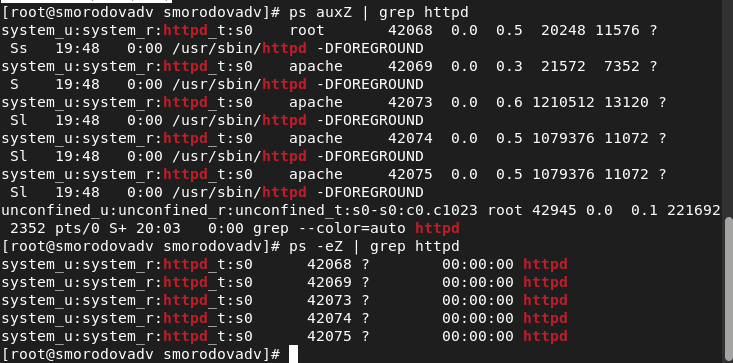 [root@smorodovadv smorodovadv]# ps auxZ | grep httpd
system_u:system_r:httpd_t:s0    root       42068  0.0  0.5  20248 11576 ?
 Ss   19:48   0:00 /usr/sbin/httpd -DFOREGROUND
system_u:system_r:httpd_t:s0    apache     42069  0.0  0.3  21572  7352 ?
 S    19:48   0:00 /usr/sbin/httpd -DFOREGROUND
system_u:system_r:httpd_t:s0    apache     42073  0.0  0.6 1210512 13120 ?
 Sl   19:48   0:00 /usr/sbin/httpd -DFOREGROUND
system_u:system_r:httpd_t:s0    apache     42074  0.0  0.5 1079376 11072 ?
 Sl   19:48   0:00 /usr/sbin/httpd -DFOREGROUND
system_u:system_r:httpd_t:s0    apache     42075  0.0  0.5 1079376 11072 ?
 Sl   19:48   0:00 /usr/sbin/httpd -DFOREGROUND
unconfined_u:unconfined_r:unconfined_t:s0-s0:c0.c1023 root 42945 0.0  0.1 221692
 2352 pts/0 S+ 20:03   0:00 grep --color=auto httpd
[root@smorodovadv smorodovadv]# ps -eZ | grep httpd
system_u:system_r:httpd_t:s0      42068 ?        00:00:00 httpd
system_u:system_r:httpd_t:s0      42069 ?        00:00:00 httpd
system_u:system_r:httpd_t:s0      42073 ?        00:00:00 httpd
system_u:system_r:httpd_t:s0      42074 ?        00:00:00 httpd
system_u:system_r:httpd_t:s0      42075 ?        00:00:00 httpd
[root@smorodovadv smorodovadv]#